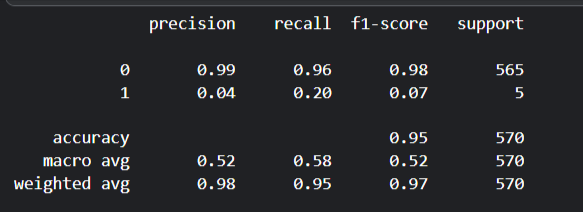 precision recall f1-score support
0 0.99 0.96 0.98 565
1 0.04 0.20 0.07 5
accuracy 0.95 570
macro avg 0.52 0.58 0.52 570
weighted avg 0.98 0.95 0.97 570